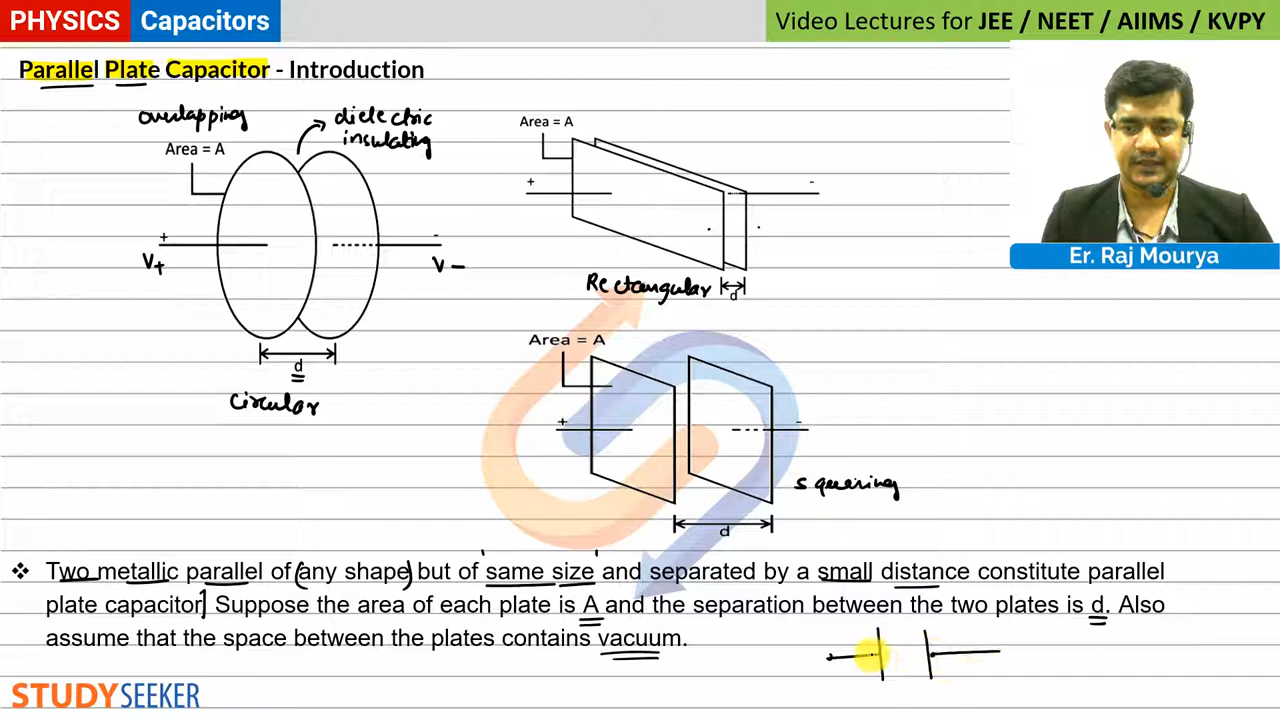 PHYSICS Capacitors
Video Lectures for JEE / NEET / AIIMS / KVPY
Parallel Plate Capacitor - Introduction
overlapping
dielectric
insulating
Area = A
+
-
V+
V-
d
circular
Area = A
+
-
Rectangular
d
Area = A
+
-
squering
d
Er. Raj Mourya
❖ Two metallic parallel of (any shape) but of 'same size' and separated by a small distance constitute parallel
plate capacitor] Suppose the area of each plate is A and the separation between the two plates is d. Also
assume that the space between the plates contains vacuum.
STUDYSEEKER